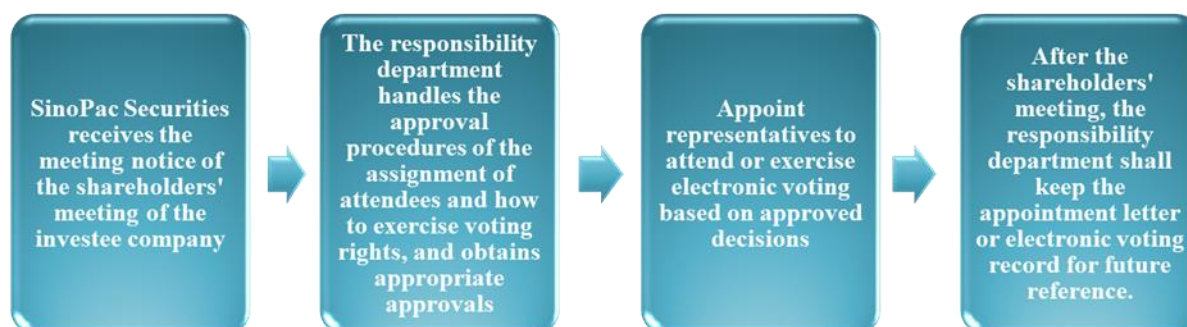 SinoPac Securities
receives the
meeting notice of
the shareholders'
meeting of the
investee company
The responsibility
department
handles the
approval
procedures of the
assignment of
attendees and how
to exercise voting
rights, and obtains
appropriate
approvals
Appoint
representatives to
attend or exercise
electronic voting
based on approved
decisions
After the
shareholders'
meeting, the
responsibility
department shall
keep the
appointment letter
or electronic voting
record for future
reference.